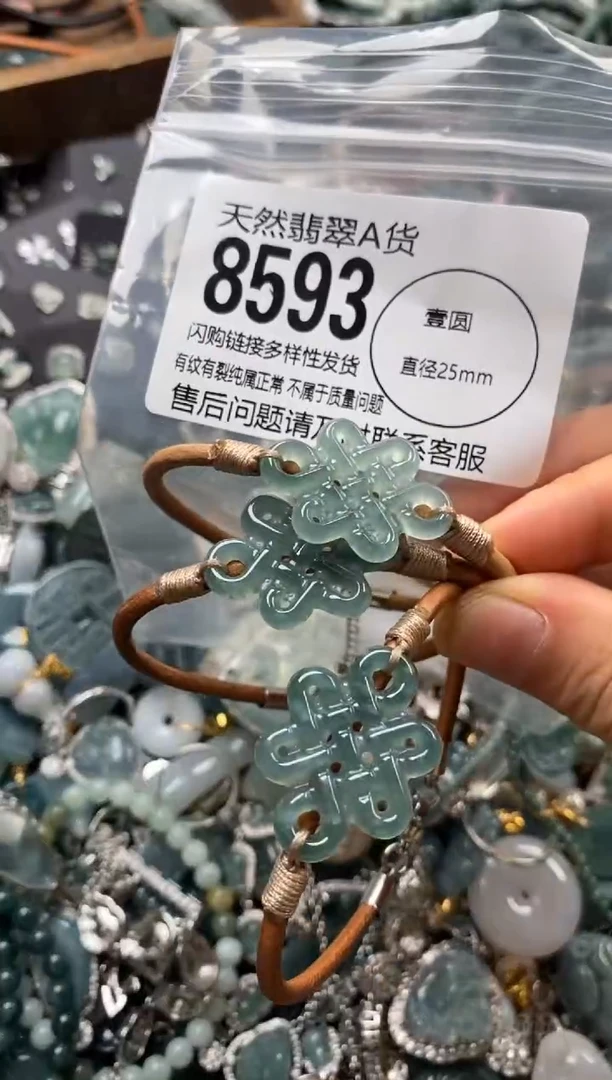 天然翡翠A货
8593
壹圆
直径25mm
闪购链接多样性发货
有纹有裂纯属正常 不属于质量问题
售后问题请及时联系客服